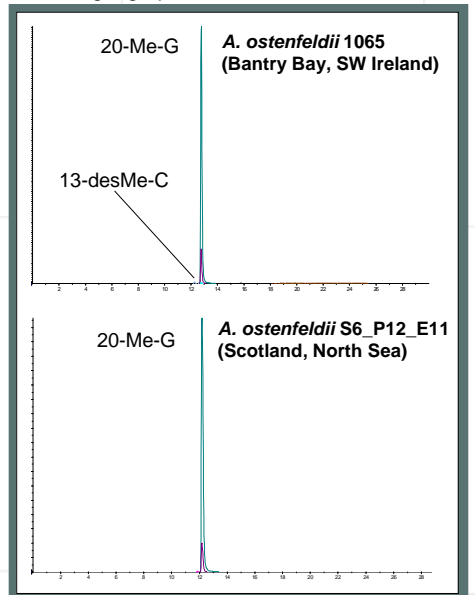 20-Me-G
A. ostenfeldii 1065
(Bantry Bay, SW Ireland)
13-desMe-C
2 4 6 8 10 12 14 16 18 20 22 24 26 28
20-Me-G
A. ostenfeldii S6_P12_E11
(Scotland, North Sea)
2 4 6 8 10 12 14 16 18 20 22 24 26 28